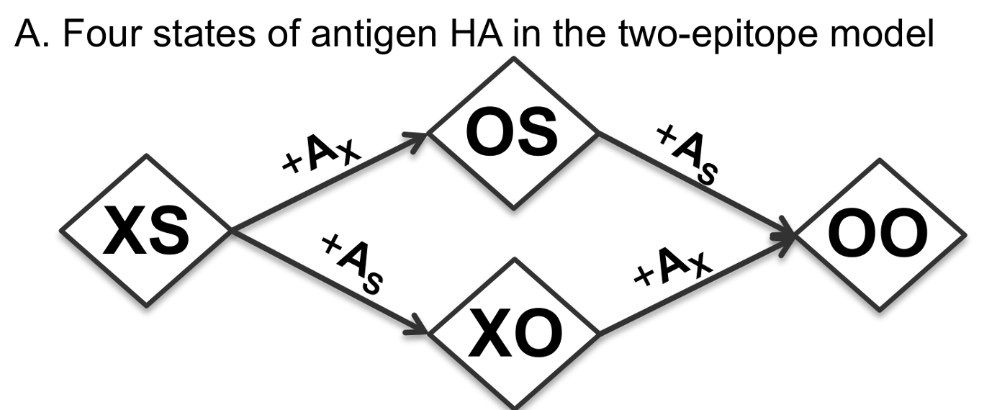 A. Four states of antigen HA in the two-epitope model
OS
+Ax
+As
XS
OO
+As
+Ax
XO